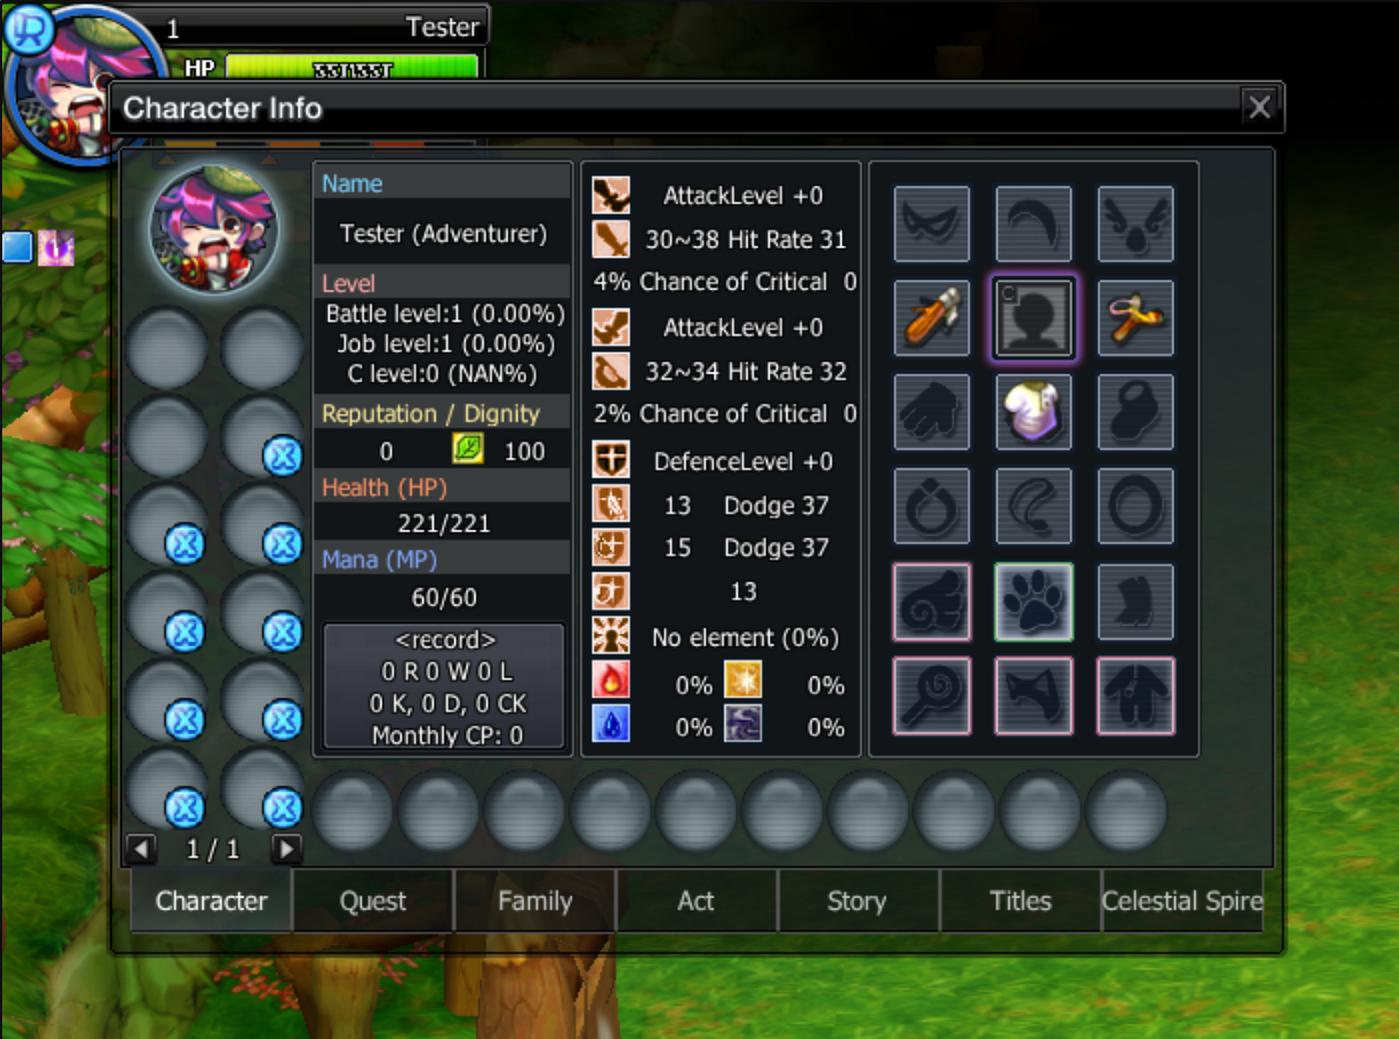 1
Tester
HP
Character Info
Name
Tester (Adventurer)
Level
Battle level:1 (0.00%)
Job level:1 (0.00%)
C level:0 (NAN%)
Reputation / Dignity
0 100
Health (HP)
221/221
Mana (MP)
60/60
<record>
0 R 0 W 0 L
0 K, 0 D, 0 CK
Monthly CP: 0
AttackLevel +0
30~38 Hit Rate 31
4% Chance of Critical 0
AttackLevel +0
32~34 Hit Rate 32
2% Chance of Critical 0
DefenceLevel +0
13 Dodge 37
15 Dodge 37
13
No element (0%)
0% 0%
0% 0%
C
X
X
X
X
X
X
X
X
X
1 / 1
Character
Quest
Family
Act
Story
Titles
Celestial Spire